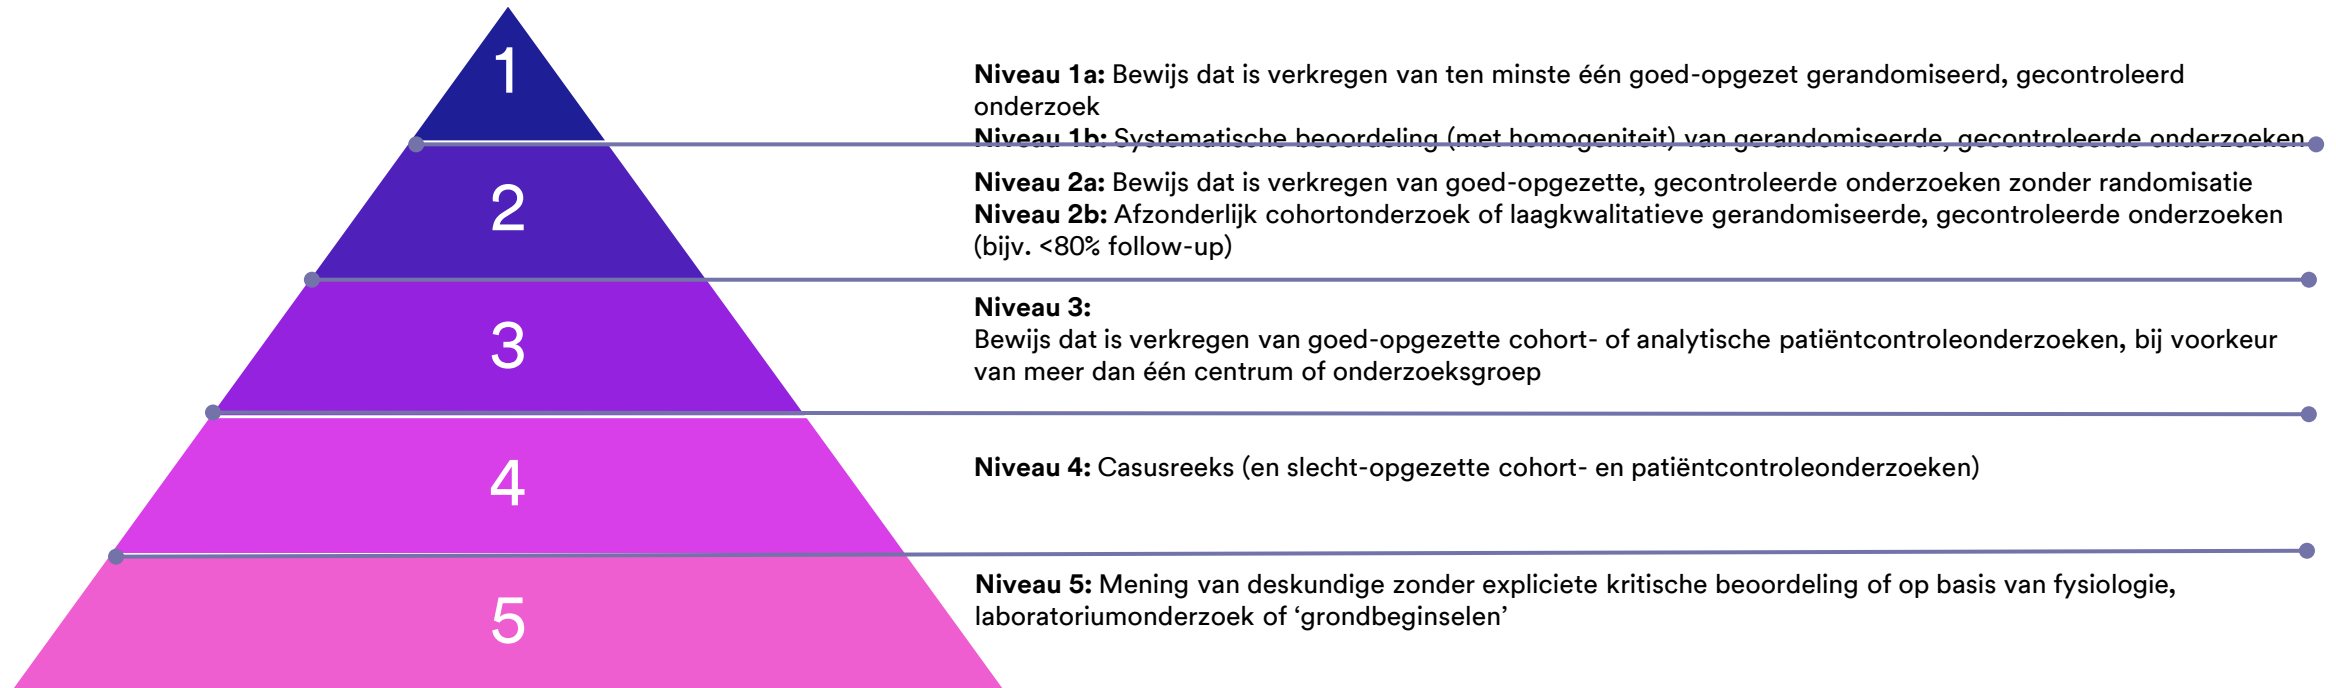 1
Niveau 1a: Bewijs dat is verkregen van ten minste één goed-opgezet gerandomiseerd, gecontroleerd
onderzoek
Niveau 1b: Systematische beoordeling (met homogeniteit) van gerandomiseerde, gecontroleerde onderzoeken
2
Niveau 2a: Bewijs dat is verkregen van goed-opgezette, gecontroleerde onderzoeken zonder randomisatie
Niveau 2b: Afzonderlijk cohortonderzoek of laagkwalitatieve gerandomiseerde, gecontroleerde onderzoeken
(bijv. <80% follow-up)
3
Niveau 3:
Bewijs dat is verkregen van goed-opgezette cohort- of analytische patiëntcontroleonderzoeken, bij voorkeur
van meer dan één centrum of onderzoeksgroep
4
Niveau 4: Casusreeks (en slecht-opgezette cohort- en patiëntcontroleonderzoeken)
5
Niveau 5: Mening van deskundige zonder expliciete kritische beoordeling of op basis van fysiologie,
laboratoriumonderzoek of ‘grondbeginselen’